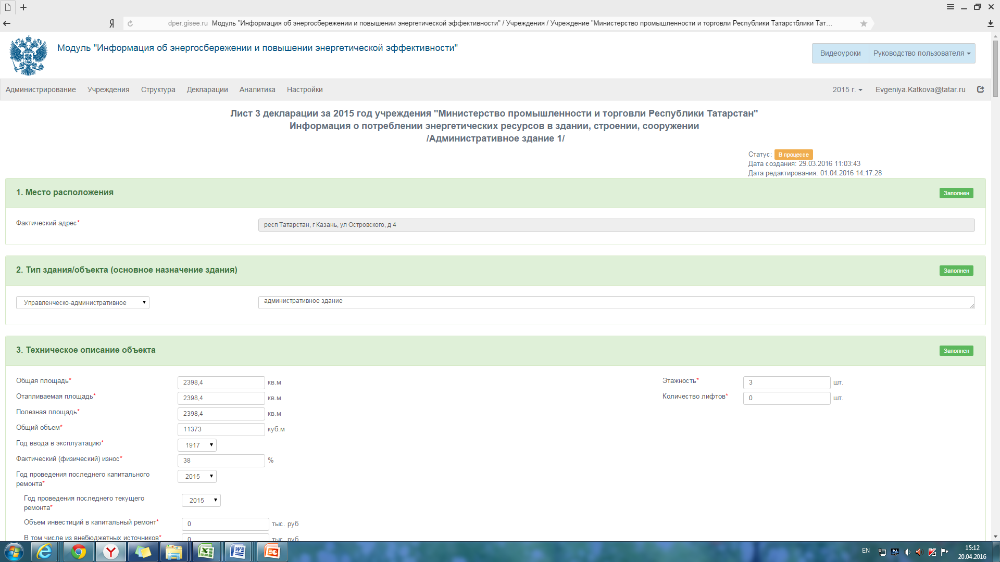 dper.gisee.ru Модуль "Информация об энергосбережении и повышении энергетической эффективности" / Учреждения / Учреждение "Министерство промышленности и торговли Республики Татарстблики Тат...
Модуль "Информация об энергосбережении и повышении энергетической эффективности"
Видеоуроки Руководство пользователя
Администрирование Учреждения Структура Декларации Аналитика Настройки 2015 г. Evgeniya.Katkova@tatar.ru
Лист 3 декларации за 2015 год учреждения "Министерство промышленности и торговли Республики Татарстан"
Информация о потреблении энергетических ресурсов в здании, строении, сооружении
/Административное здание 1/
Статус: В процессе
Дата создания: 29.03.2016 11:03:43
Дата редактирования: 01.04.2016 14:17:28
1. Место расположения Заполнен
Фактический адрес* респ Татарстан, г Казань, ул Островского, д 4
2. Тип здания/объекта (основное назначение здания) Заполнен
Управленческо-административное административное здание
3. Техническое описание объекта Заполнен
Общая площадь* 2398,4 кв.м Этажность* 3 шт.
Отапливаемая площадь* 2398,4 кв.м Количество лифтов* 0 шт.
Полезная площадь* 2398,4 кв.м
Общий объем* 11373 куб.м
Год ввода в эксплуатацию* 1917
Фактический (физический) износ* 38 %
Год проведения последнего капитального
ремонта* 2015
Год проведения последнего текущего
ремонта* 2015
Объем инвестиций в капитальный ремонт* 0 тыс. руб
В том числе из внебюджетных источников* 0 тыс. руб
EN 15:12
20.04.2016